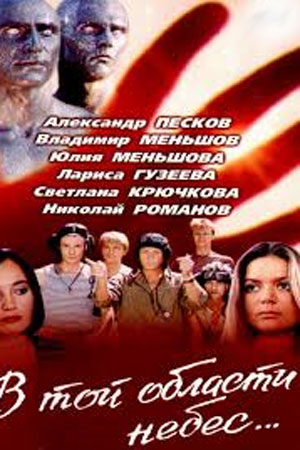 Александр ПЕСКОВ
Владимир МЕНЬШОВ
Юлия МЕНЬШОВА
Лариса ГУЗЕЕВА
Светлана КРЮЧКОВА
Николай РОМАНОВ
В той области
небес...